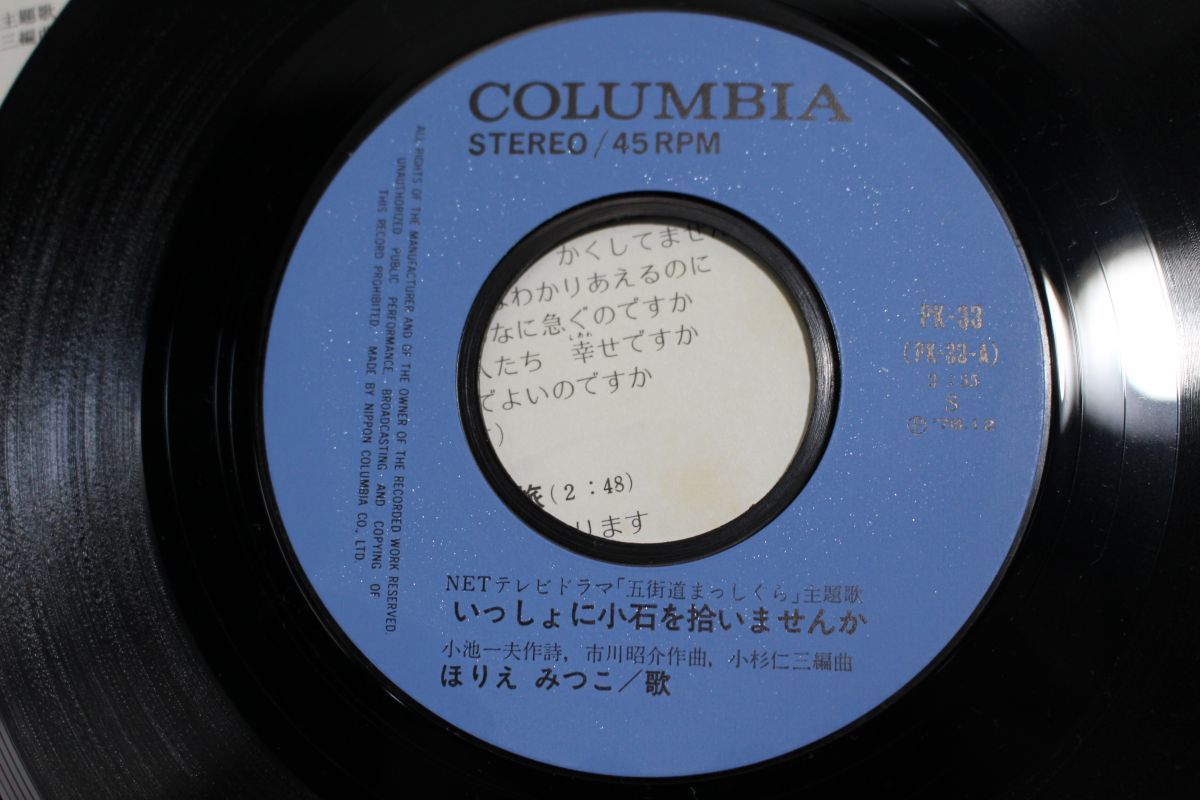 主題歌
COLUMBIA
STEREO/45 RPM
ALL RIGHTS OF THE MANUFACTURER AND OF THE OWNER OF THE RECORDED WORK RESERVED.
UNAUTHORIZED PUBLIC PERFORMANCE, BROADCASTING AND COPYING OF
THIS RECORD PROHIBITED. MADE BY NIPPON COLUMBIA CO., LTD.
かくしてません
わかりあえるのに
なに急ぐのですか
たち 幸せですか
でよいのですか
旅(2:48)
ります
PK-33
(PK-33-A)
S
NETテレビドラマ「五街道まっしぐら」主題歌
いっしょに小石を拾いませんか
小池一夫作詩, 市川昭介作曲, 小杉仁三編曲
ほりえ みつこ/歌